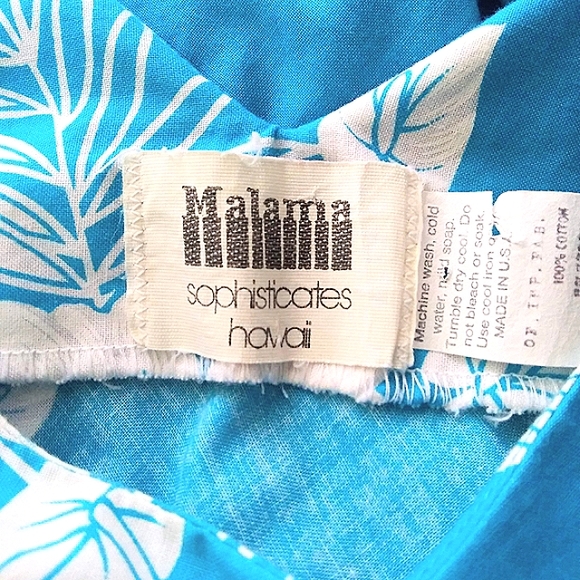 Malama
sophisticates
hawaii
Machine wash, cold
water, soap.
Tumble dry cool. Do
not bleach or soak.
Use cool iron
MADE IN U.S.A.
OF IMP. FAB.
100% COTTON